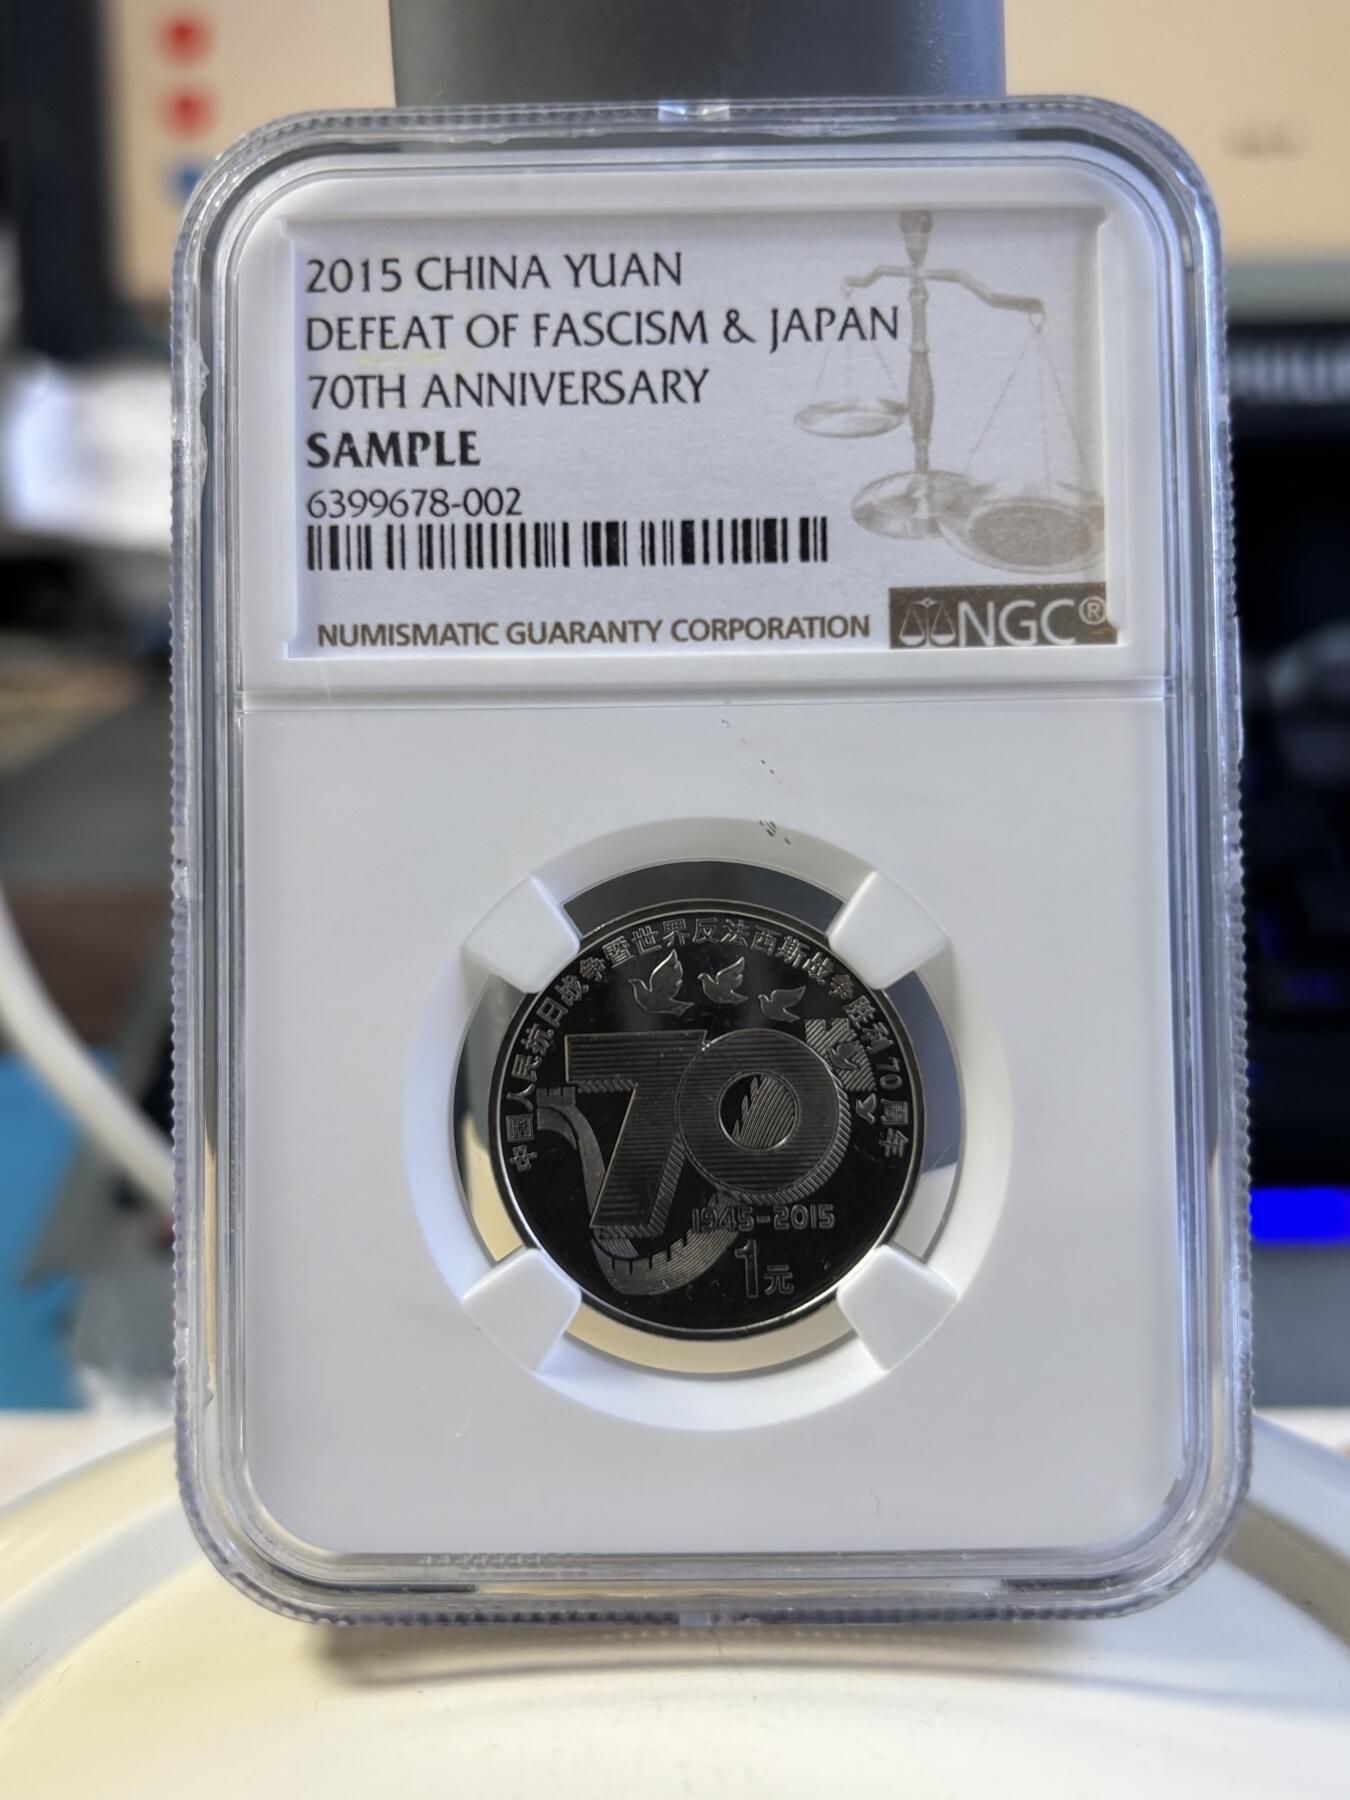 2015 CHINA YUAN
DEFEAT OF FASCISM & JAPAN
70TH ANNIVERSARY
SAMPLE
6399678-002
NUMISMATIC GUARANTY CORPORATION
NGC®
中国人民抗日战争暨世界反法西斯战争胜利70周年
70
1945-2015
1元